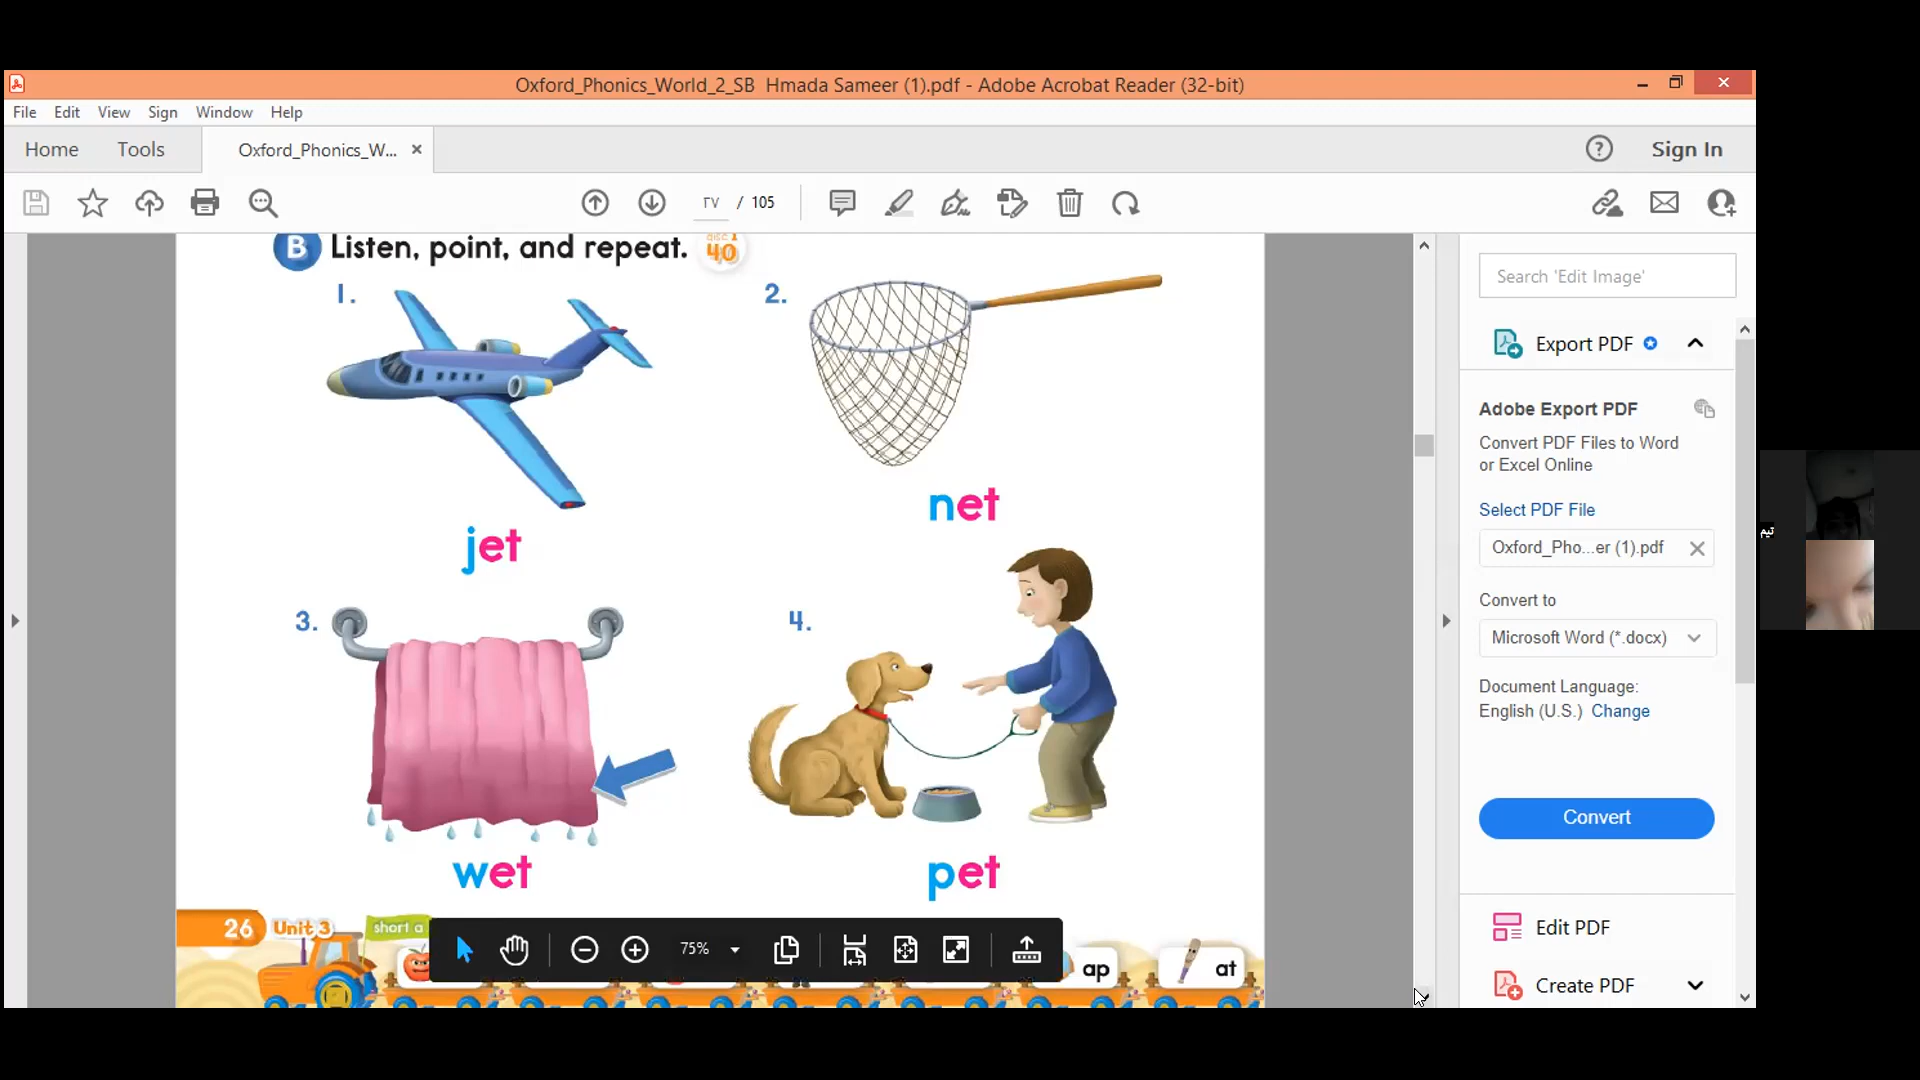 Oxford_Phonics_World_2_SB Hmada Sameer (1).pdf - Adobe Acrobat Reader (32-bit)
File Edit View Sign Window Help
Home Tools Oxford_Phonics_W... Sign In
٢٧ / 105
B Listen, point, and repeat. DISC 1 40
1.
2.
jet
net
3.
4.
wet
pet
26 Unit 3 short a
ap
at
75%
Search 'Edit Image'
Export PDF
Adobe Export PDF
Convert PDF Files to Word
or Excel Online
Select PDF File
Oxford_Pho...er (1).pdf
Convert to
Microsoft Word (*.docx)
Document Language:
English (U.S.) Change
Convert
Edit PDF
Create PDF
تيم